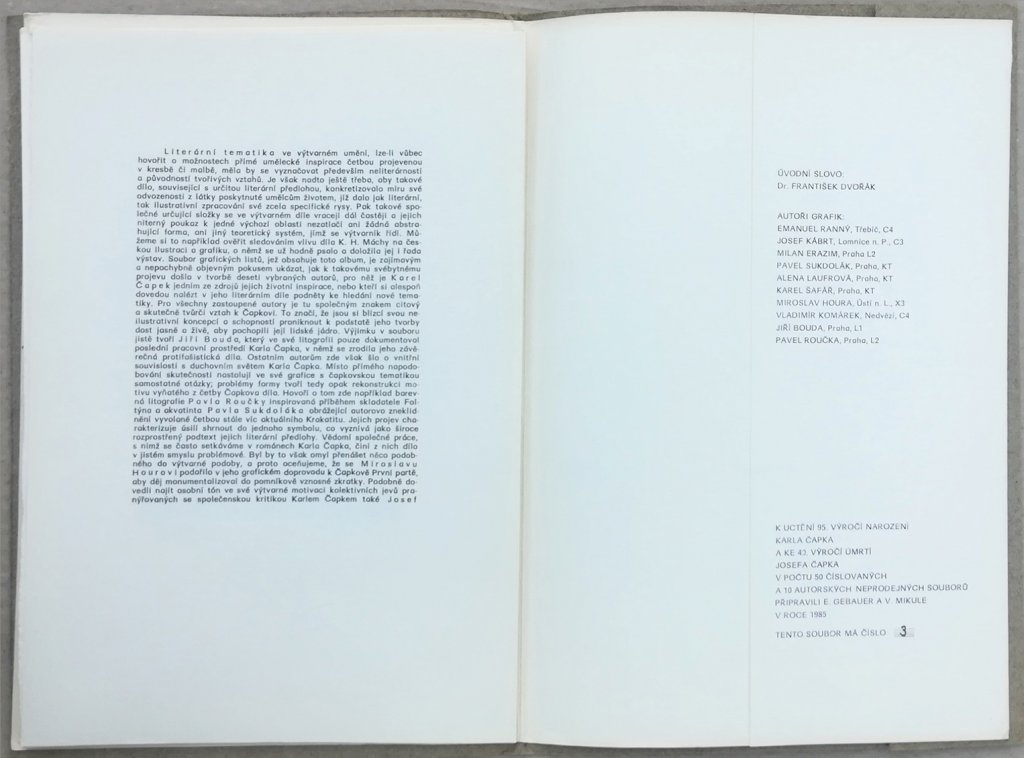 Literární tematika ve výtvarném umění, lze-li vůbec
hovořit o možnostech přímé umělecké inspirace četbou projevenou
v kresbě či malbě, měla by se vyznačovat především neliterárností
a původností tvořivých vztahů. Je však nadto ještě třeba, aby takové
dílo, související s určitou literární předlohou, konkretizovalo míru své
odvozenosti z látky poskytnuté umělcům životem, již dalo jak literární,
tak ilustrativní zpracování své zcela specifické rysy. Pak takové spo-
lečné určující složky se ve výtvarném díle vracejí dál častěji a jejich
niterný poukaz k jedné výchozí oblasti nezatlačí ani žádná abstra-
hující forma, ani jiný teoretický systém, jímž se výtvarník řídí. Mů-
žeme si to například ověřit sledováním vlivu díla K. H. Máchy na čes-
kou ilustraci a grafiku, o němž se už hodně psalo a doložila jej i řada
výstav. Soubor grafických listů, jež obsahuje toto album, je zajímavým
a nepochybně objevným pokusem ukázat, jak k takovému svébytnému
projevu došlo v tvorbě deseti vybraných autorů, pro něž je Karel
Čapek jedním ze zdrojů jejich životní inspirace, nebo kteří si alespoň
dovedou nalézt v jeho literárním díle podněty ke hledání nové tema-
tiky. Pro všechny zastoupené autory je tu společným znakem citový
a skutečně tvůrčí vztah k Čapkovi. To značí, že jsou si blízcí svou ne-
ilustrativní koncepcí a schopností proniknout k podstatě jeho tvorby
dost jasně a živě, aby pochopili její lidské jádro. Výjimku v souboru
jistě tvoří Jiří Bouda, který ve své litografii pouze dokumentoval
poslední pracovní prostředí Karla Čapka, v němž se zrodila jeho závě-
rečná protifašistická díla. Ostatním autorům zde však šlo o vnitřní
souvislosti s duchovním světem Karla Čapka. Místo přímého napodo-
bování skutečnosti nastolují ve své grafice s čapkovskou tematikou
samostatné otázky; problémy formy tvoří tedy opak rekonstrukcí mo-
tivu vyňatého z četby Čapkova díla. Hovoří o tom zde například barev-
ná litografie Pavla Roučky inspirovaná příběhem skladatele Fol-
týna a akvatinta Pavla Sukdoláka obrážející autorovo znekli-
dnění vyvolané četbou stále víc aktuálního Krakatitu. Jejich projev cha-
rakterizuje úsilí shrnout do jednoho symbolu, co vyznívá jako široce
rozprostřený podtext jejich literární předlohy. Vědomí společné práce,
s nímž se často setkáváme v románech Karla Čapka, činí z nich díla
v jistém smyslu problémové. Byl by to však omyl přenášet něco podob-
ného do výtvarné podoby, a proto oceňujeme, že se Miroslavu
Hourovi podařilo v jeho grafickém doprovodu k Čapkově První partě,
aby děj monumentalizoval do pomníkově vznosné zkratky. Podobně do-
vedli najít osobní tón ve své výtvarné motivaci kolektivních jevů pra-
nýřovaných se společenskou kritikou Karlem Čapkem také Josef
ÚVODNÍ SLOVO:
Dr. FRANTIŠEK DVOŘÁK
AUTOŘI GRAFIK:
EMANUEL RANNÝ, Třebíč, C4
JOSEF KÁBRT, Lomnice n. P., C3
MILAN ERAZIM, Praha L2
PAVEL SUKDOLÁK, Praha, KT
ALENA LAUFROVÁ, Praha, KT
KAREL ŠAFÁŘ, Praha, KT
MIROSLAV HOURA, Ústí n. L., X3
VLADIMÍR KOMÁREK, Nedvězí, C4
JIŘÍ BOUDA, Praha, L1
PAVEL ROUČKA, Praha, L2
K UCTĚNÍ 95. VÝROČÍ NAROZENÍ
KARLA ČAPKA
A KE 40. VÝROČÍ ÚMRTÍ
JOSEFA ČAPKA
V POČTU 50 ČÍSLOVANÝCH
A 10 AUTORSKÝCH NEPRODEJNÝCH SOUBORŮ
PŘIPRAVILI E. GEBAUER A V. MIKULE
V ROCE 1985
TENTO SOUBOR MÁ ČÍSLO 3